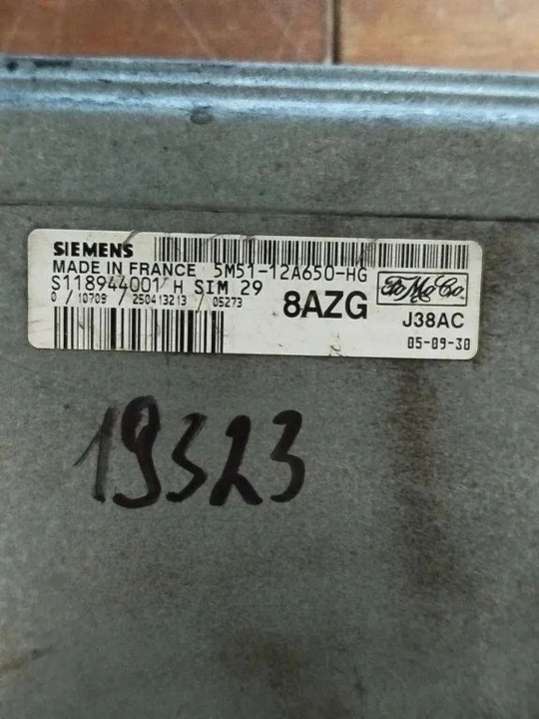 SIEMENS
MADE IN FRANCE 5M51-12A650-HG
S118944001 H SIM 29
0 / 10709 / 250413213 / 05273
8AZG
FoMoCo.
J38AC
05-09-30
19323